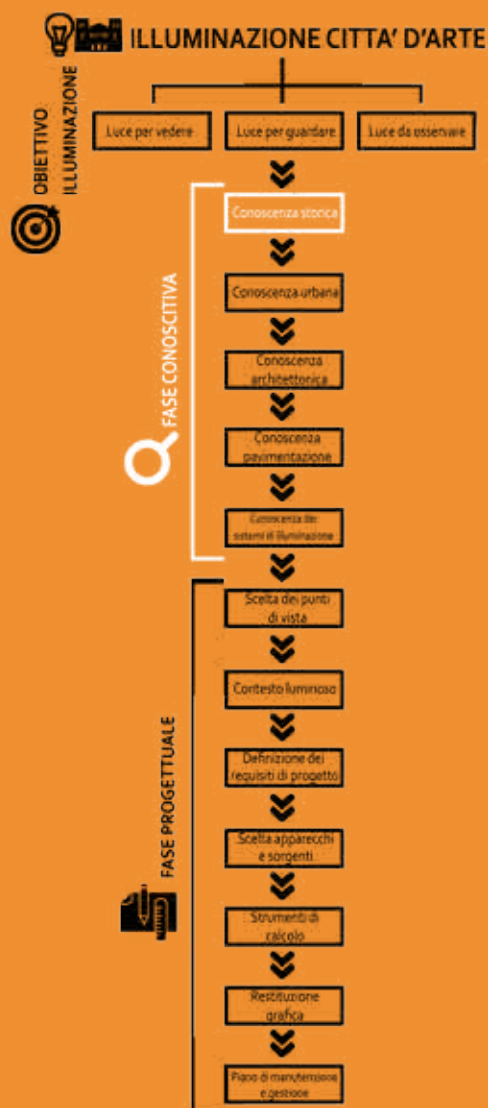 ILLUMINAZIONE CITTA' D'ARTE
OBIETTIVO
ILLUMINAZIONE
Luce per vedere
Luce per guardare
Luce da osservare
FASE CONOSCITIVA
Conoscenza storica
Conoscenza urbana
Conoscenza
architettonica
Conoscenza
pavimentazione
Conoscenza dei
sistemi di illuminazione
FASE PROGETTUALE
Scelta dei punti
di vista
Contesto luminoso
Definizione dei
requisiti di progetto
Scelta apparecchi
e sorgenti
Strumenti di
calcolo
Restituzione
grafica
Piano di manutenzione
e gestione